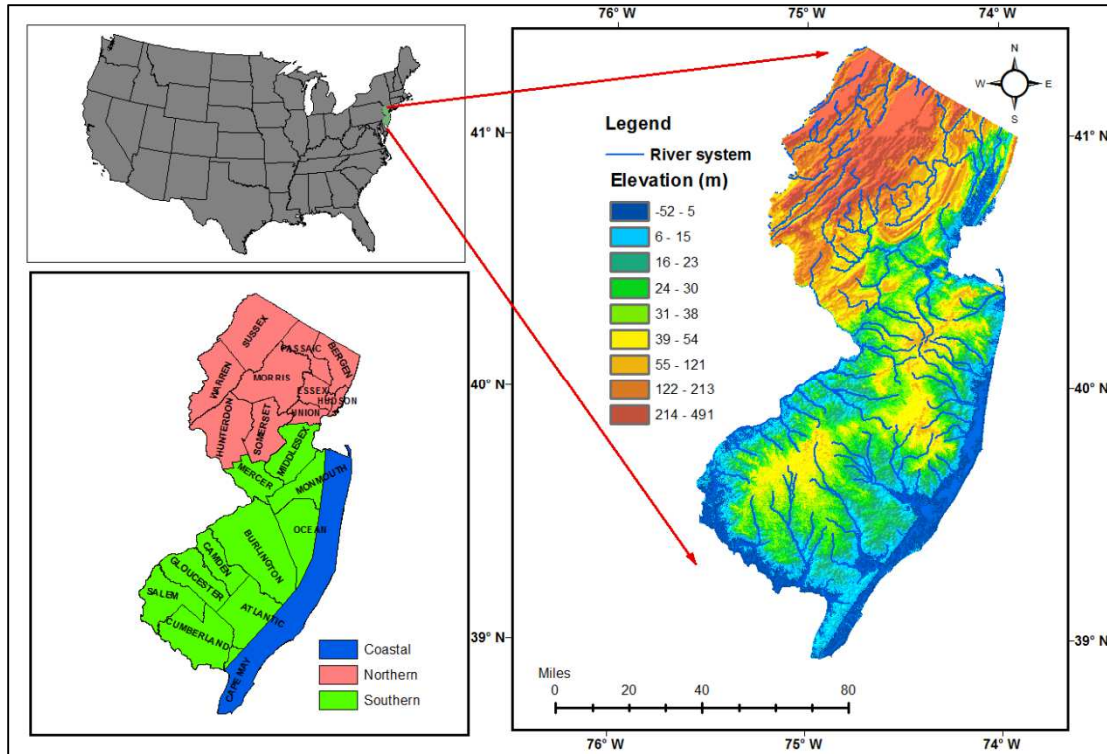 76° W
75° W
74° W
N
W
E
S
41° N
41° N
Legend
River system
Elevation (m)
-52 - 5
6 - 15
16 - 23
24 - 30
31 - 38
39 - 54
55 - 121
122 - 213
214 - 491
SUSSEX
PASSAIC
BERGEN
WARREN
MORRIS
ESSEX
HUDSON
UNION
HUNTERDON
SOMERSET
MIDDLESEX
MERCER
MONMOUTH
OCEAN
BURLINGTON
CAMDEN
GLOUCESTER
SALEM
ATLANTIC
CUMBERLAND
CAPE MAY
Coastal
Northern
Southern
40° N
40° N
39° N
39° N
Miles
0 20 40 80
76° W
75° W
74° W